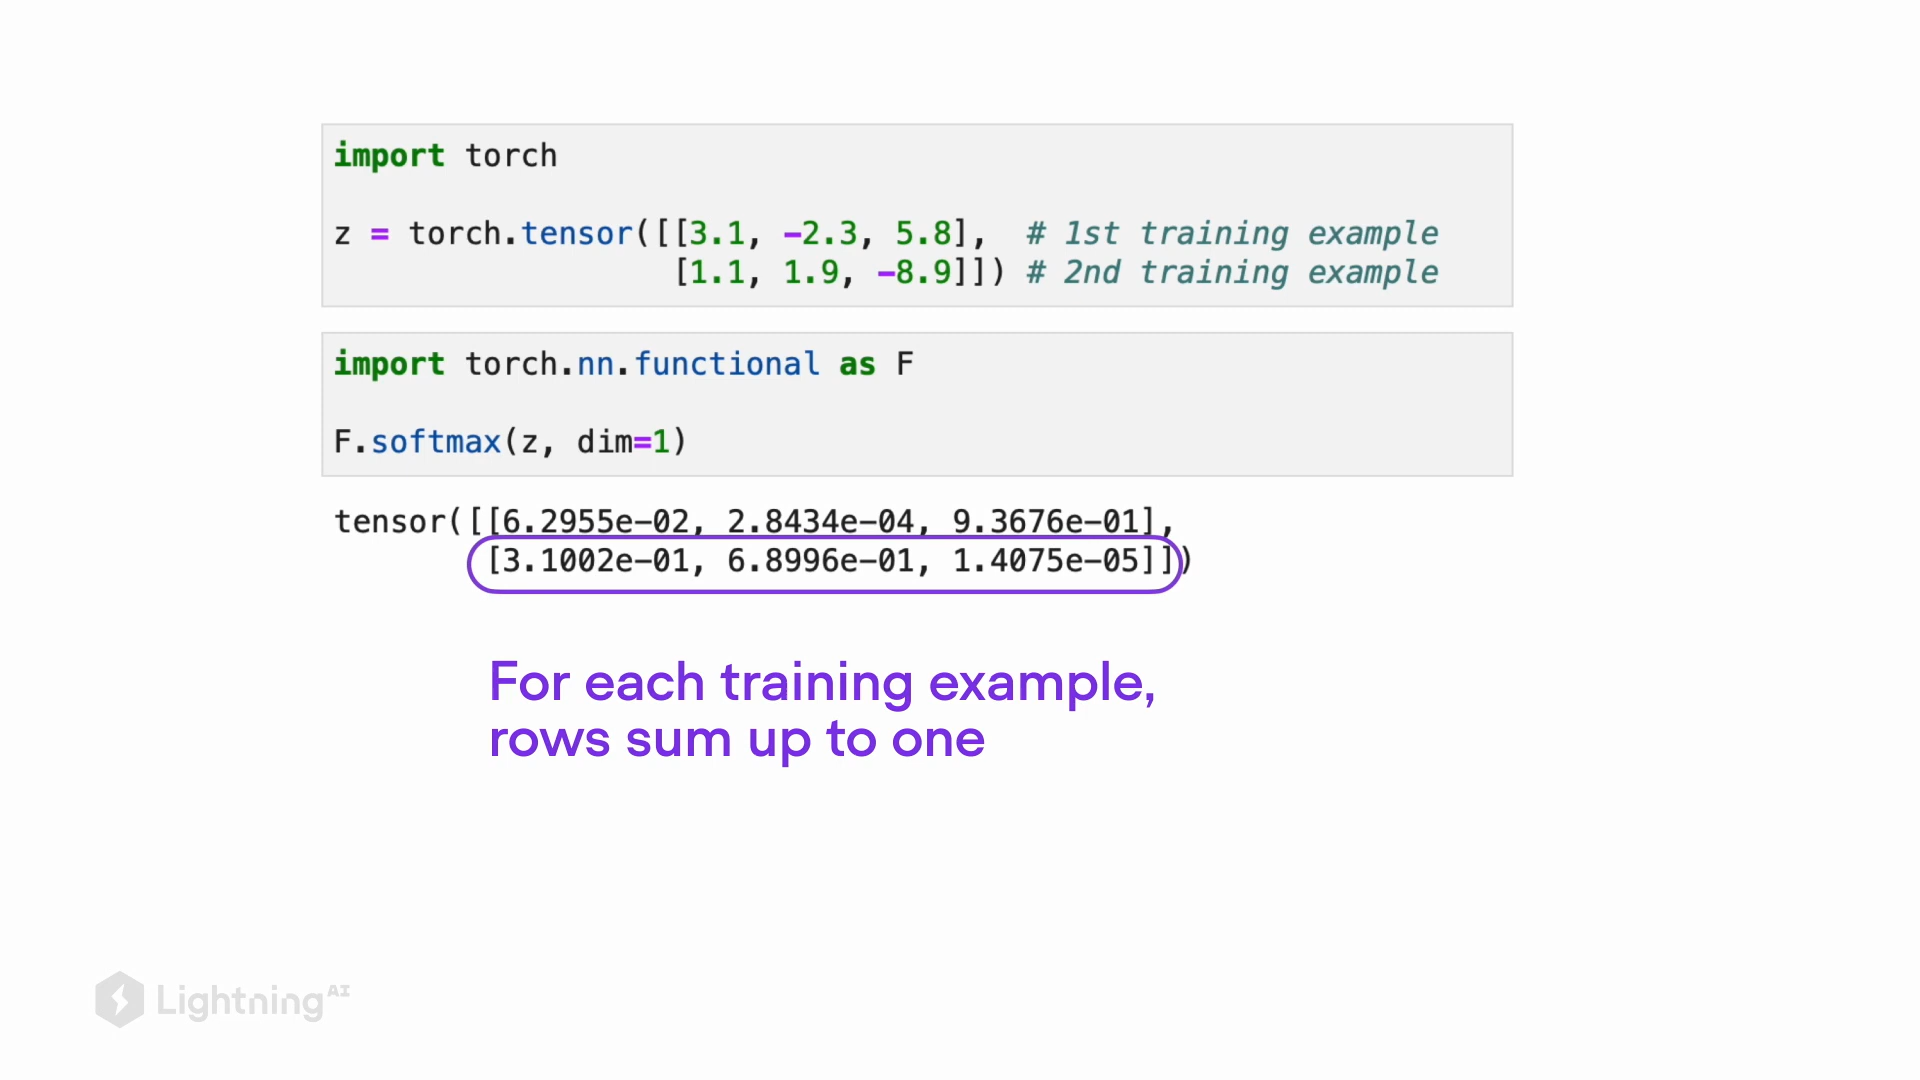 import torch
z = torch.tensor([[3.1, -2.3, 5.8],  # 1st training example
[1.1, 1.9, -8.9]]) # 2nd training example
import torch.nn.functional as F
F.softmax(z, dim=1)
tensor([[6.2955e-02, 2.8434e-04, 9.3676e-01],
[3.1002e-01, 6.8996e-01, 1.4075e-05]])
For each training example,
rows sum up to one
Lightning AI